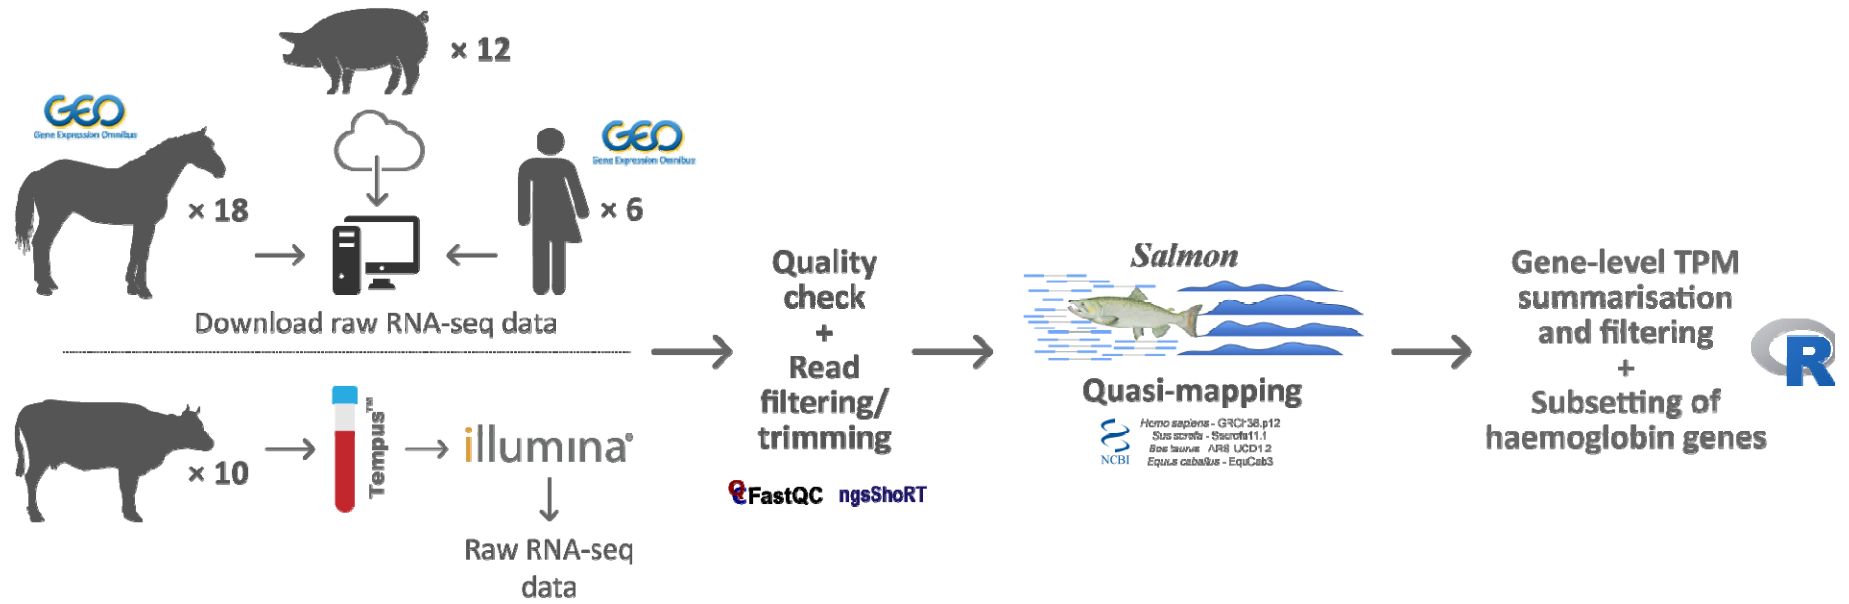 × 12
GEO
Gene Expression Omnibus
× 18
GEO
Gene Expression Omnibus
× 6
Download raw RNA-seq data
× 10
Tempus™
illumina®
Raw RNA-seq
data
Quality
check
+
Read
filtering/
trimming
FastQC
ngsShoRT
Salmon
Quasi-mapping
NCBI
Homo sapiens - GRCh38.p12
Sus scrofa - Sscrofa11.1
Bos taurus - ARS-UCD1.2
Equus caballus - EquCab3
Gene-level TPM
summarisation
and filtering
+
Subsetting of
haemoglobin genes
R